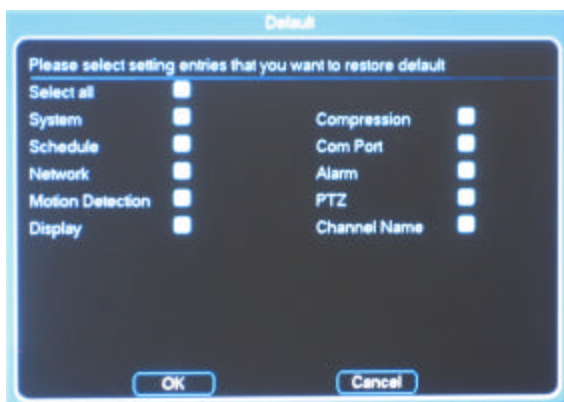 Default
Please select setting entries that you want to restore default
Select all
System Compression
Schedule Com Port
Network Alarm
Motion Detection PTZ
Display Channel Name
OK Cancel